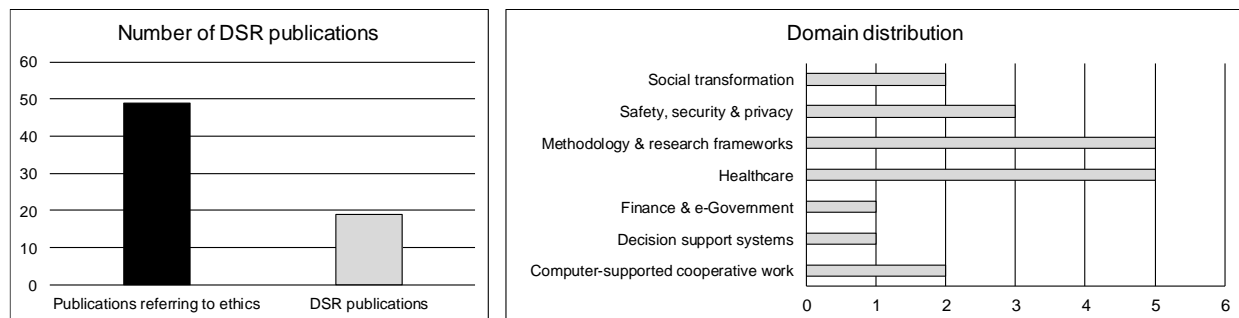 Number of DSR publications
60
50
40
30
20
10
0
Publications referring to ethics
DSR publications
Domain distribution
Social transformation
Safety, security & privacy
Methodology & research frameworks
Healthcare
Finance & e-Government
Decision support systems
Computer-supported cooperative work
0 1 2 3 4 5 6